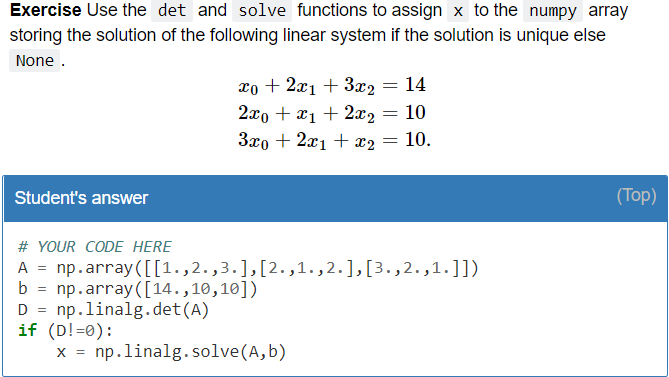 Exercise Use the det and solve functions to assign x to the numpy array
storing the solution of the following linear system if the solution is unique else
None .
x₀ + 2x₁ + 3x₂ = 14
2x₀ + x₁ + 2x₂ = 10
3x₀ + 2x₁ + x₂ = 10.
Student's answer (Top)
# YOUR CODE HERE
A = np.array([[1.,2.,3.],[2.,1.,2.],[3.,2.,1.]])
b = np.array([14.,10,10])
D = np.linalg.det(A)
if (D!=0):
    x = np.linalg.solve(A,b)